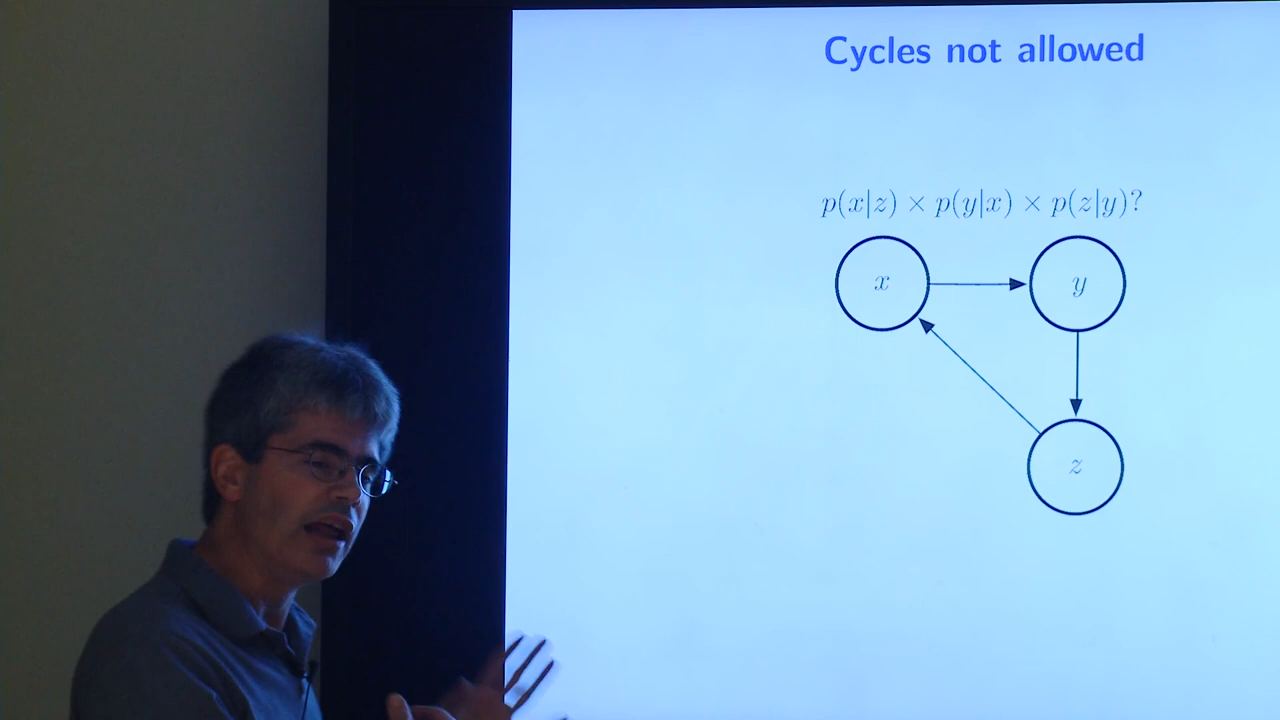 Cycles not allowed
p(x|z) × p(y|x) × p(z|y)?
x
y
z